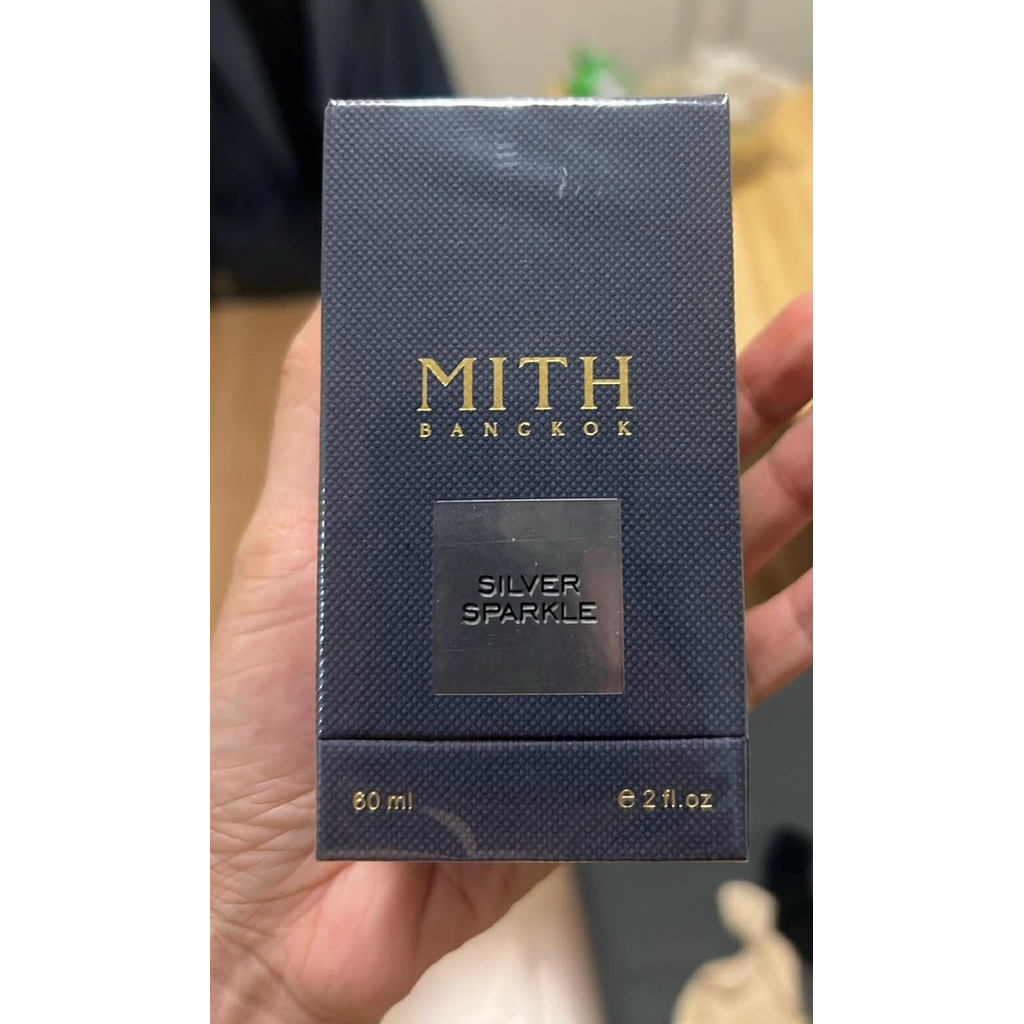 MITH
BANGKOK
SILVER
SPARKLE
60 ml
℮ 2 fl.oz